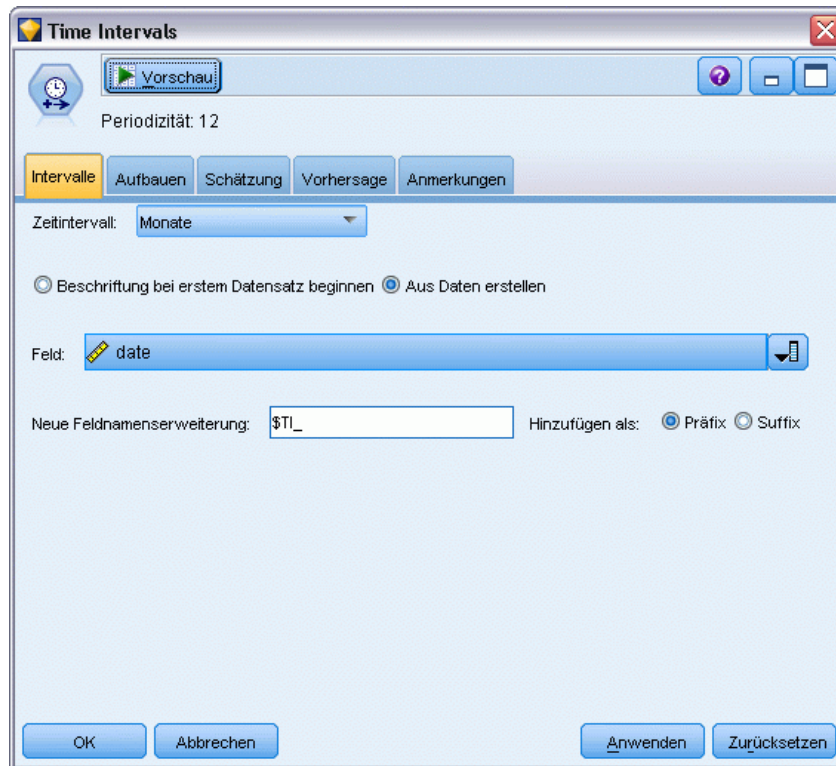 Time Intervals
Vorschau
Periodizität: 12
Intervalle Aufbauen Schätzung Vorhersage Anmerkungen
Zeitintervall: Monate
Beschriftung bei erstem Datensatz beginnen Aus Daten erstellen
Feld: date
Neue Feldnamenserweiterung: $TI_ Hinzufügen als: Präfix Suffix
OK Abbrechen Anwenden Zurücksetzen